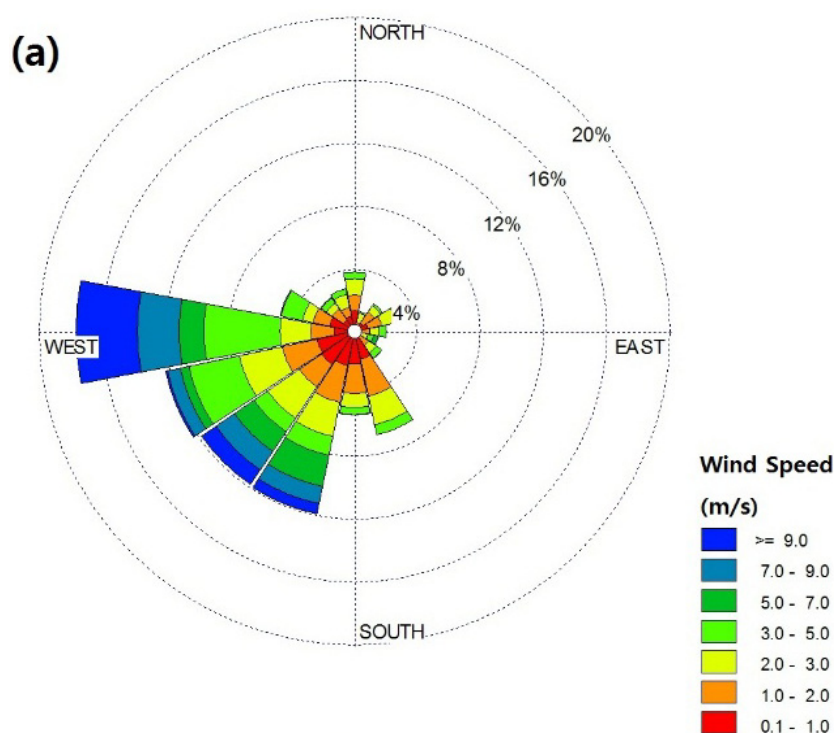 (a)
NORTH
20%
16%
12%
8%
4%
WEST
EAST
SOUTH
Wind Speed
(m/s)
>= 9.0
7.0 - 9.0
5.0 - 7.0
3.0 - 5.0
2.0 - 3.0
1.0 - 2.0
0.1 - 1.0